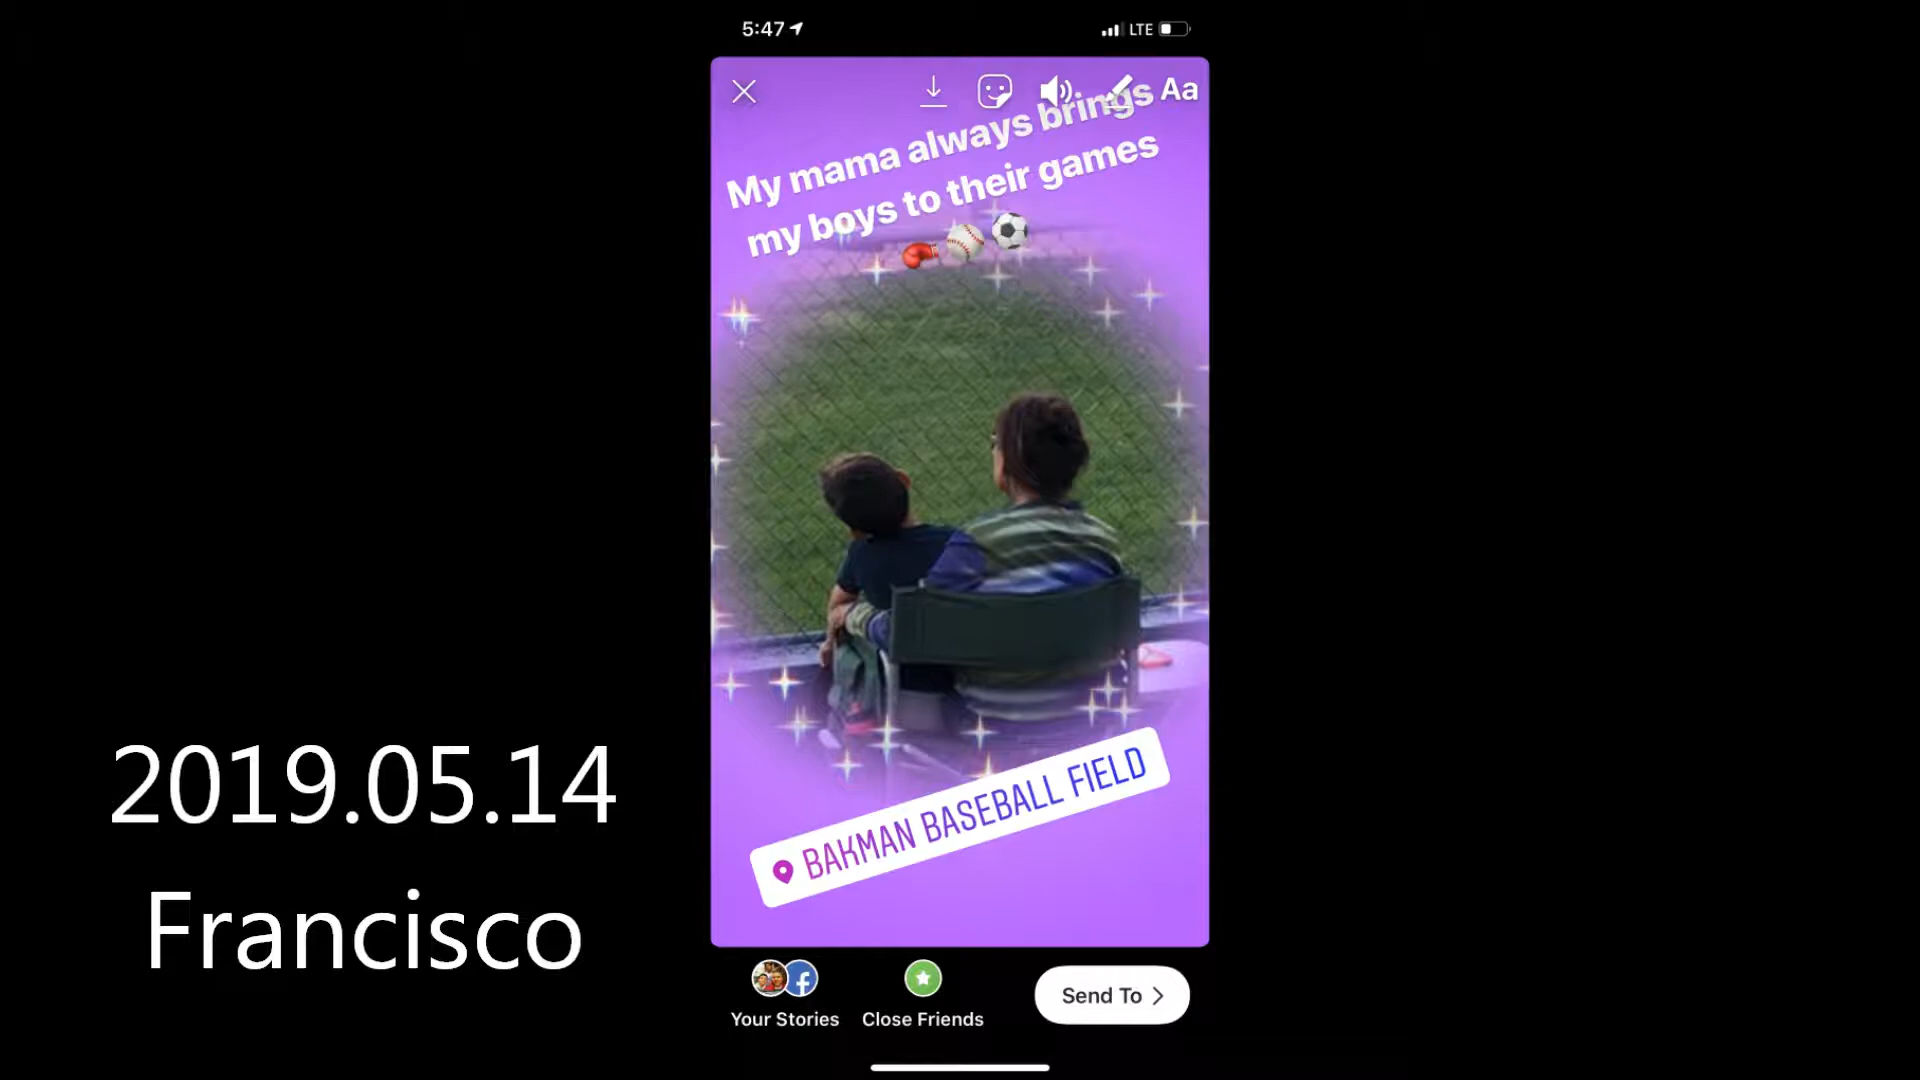 5:47
LTE
Aa
My mama always brings
my boys to their games
BAKMAN BASEBALL FIELD
2019.05.14
Francisco
Your Stories
Close Friends
Send To